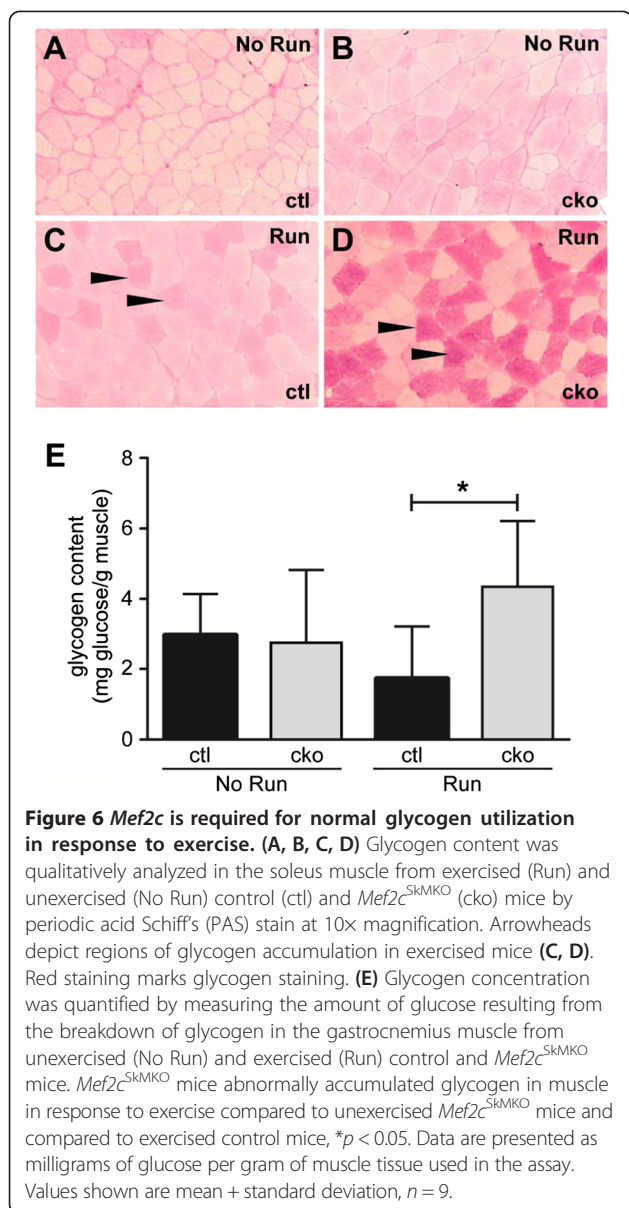 A No Run
ctl
B No Run
cko
C Run
ctl
D Run
cko
E
8
6
4
2
0
glycogen content
(mg glucose/g muscle)
*
ctl cko ctl cko
No Run Run
Figure 6 Mef2c is required for normal glycogen utilization
in response to exercise. (A, B, C, D) Glycogen content was
qualitatively analyzed in the soleus muscle from exercised (Run) and
unexercised (No Run) control (ctl) and Mef2c^SkMKO (cko) mice by
periodic acid Schiff's (PAS) stain at 10× magnification. Arrowheads
depict regions of glycogen accumulation in exercised mice (C, D).
Red staining marks glycogen staining. (E) Glycogen concentration
was quantified by measuring the amount of glucose resulting from
the breakdown of glycogen in the gastrocnemius muscle from
unexercised (No Run) and exercised (Run) control and Mef2c^SkMKO
mice. Mef2c^SkMKO mice abnormally accumulated glycogen in muscle
in response to exercise compared to unexercised Mef2c^SkMKO mice and
compared to exercised control mice, *p < 0.05. Data are presented as
milligrams of glucose per gram of muscle tissue used in the assay.
Values shown are mean + standard deviation, n = 9.